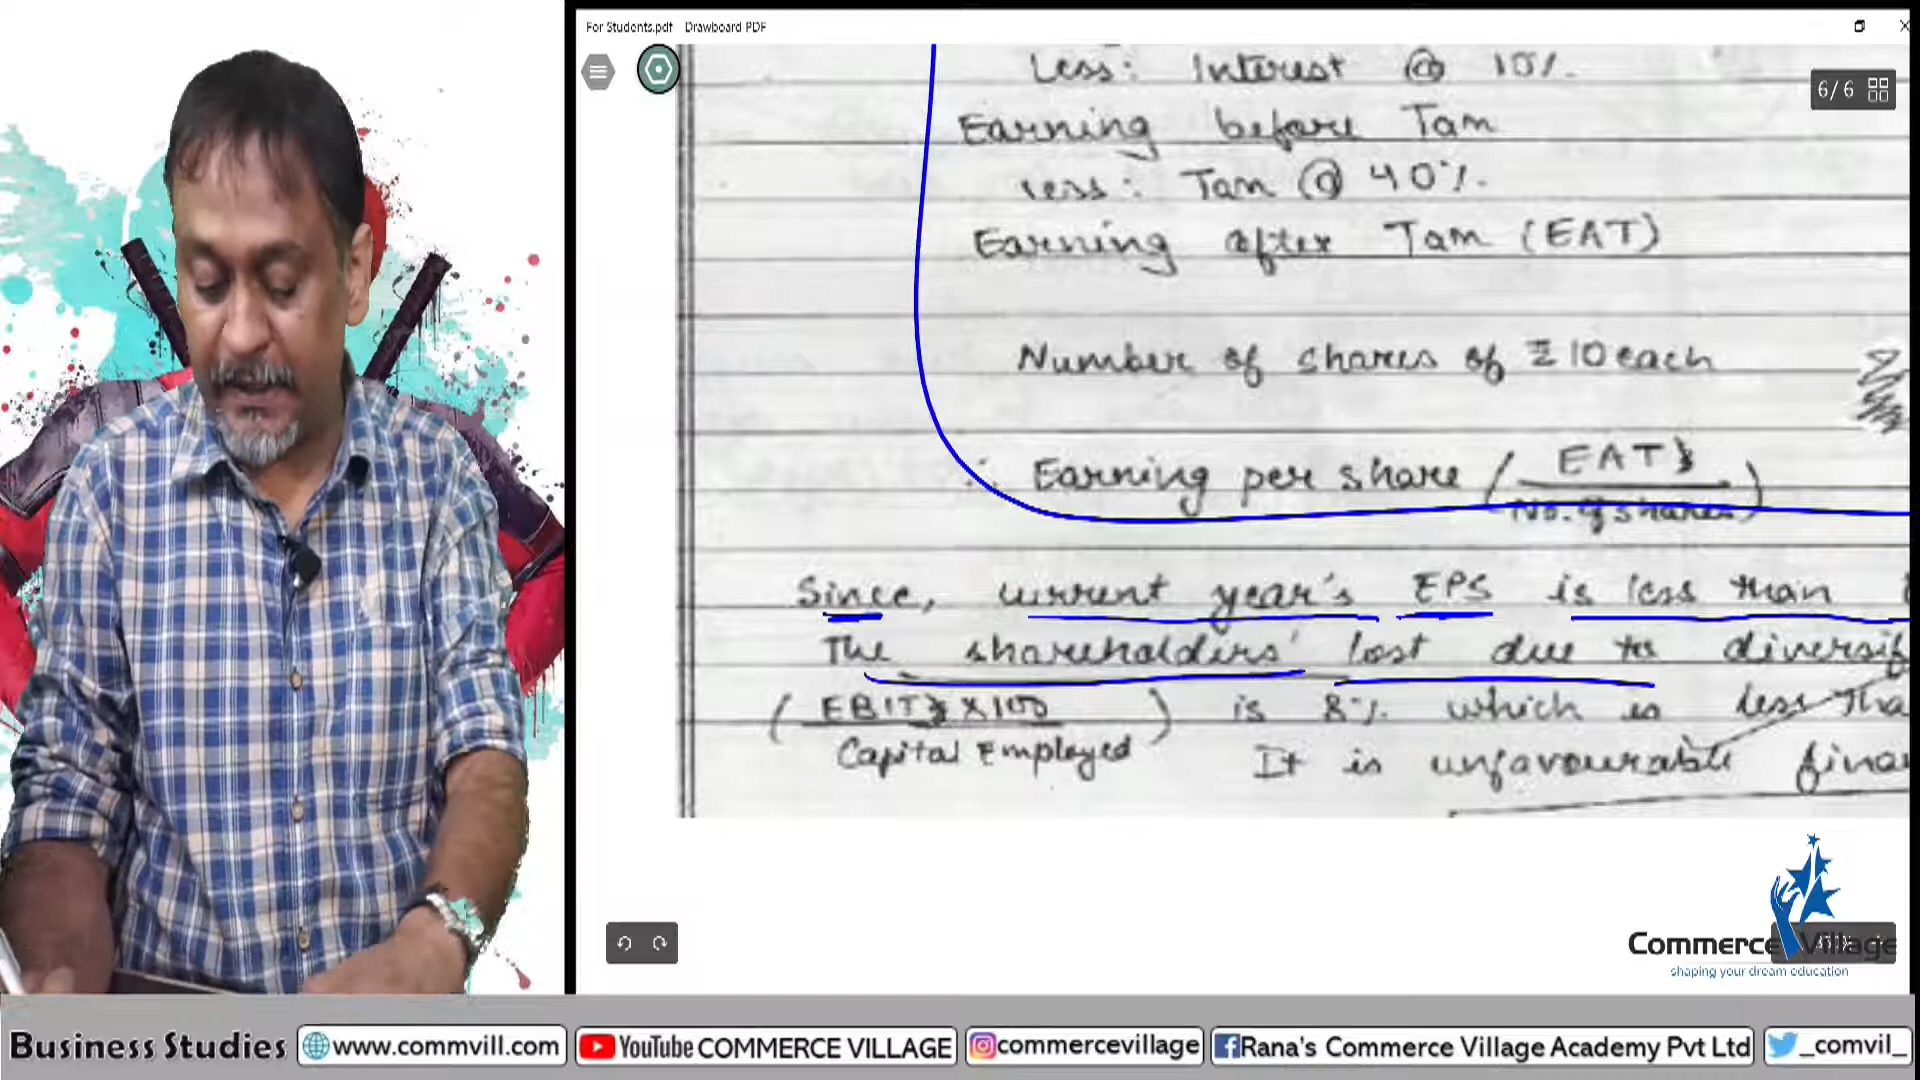 For Students.pdf Drawboard PDF
6/6
Less: Interest @ 10%.
Earning before Tax
Less: Tax @ 40%.
Earning after Tax (EAT)
Number of shares of ₹10 each
∴ Earning per share ( EAT
No. of shares )
Since, current year's EPS is less than
The shareholders' lost due to diversif
( EBIT x 100 ) is 8% which is less tha
Capital Employed It is unfavourable finan
Commerce Village
shaping your dream education
Business Studies www.commvill.com YouTube COMMERCE VILLAGE commercevillage Rana's Commerce Village Academy Pvt Ltd _comvil_